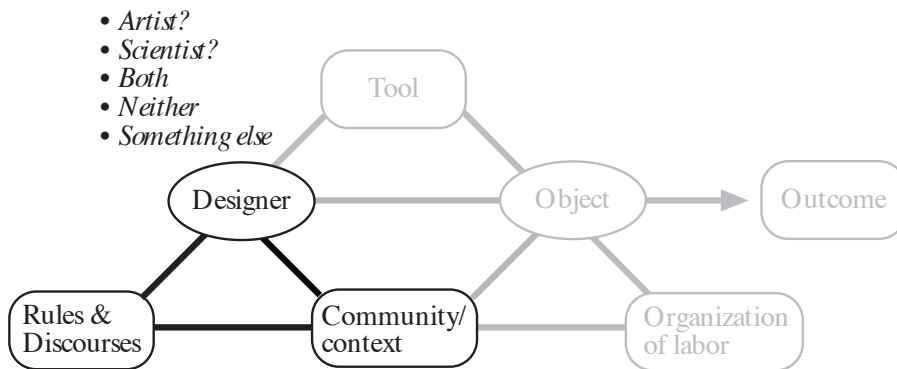 • Artist?
• Scientist?
• Both
• Neither
• Something else
Tool
Designer
Object
Outcome
Rules &
Discourses
Community/
context
Organization
of labor